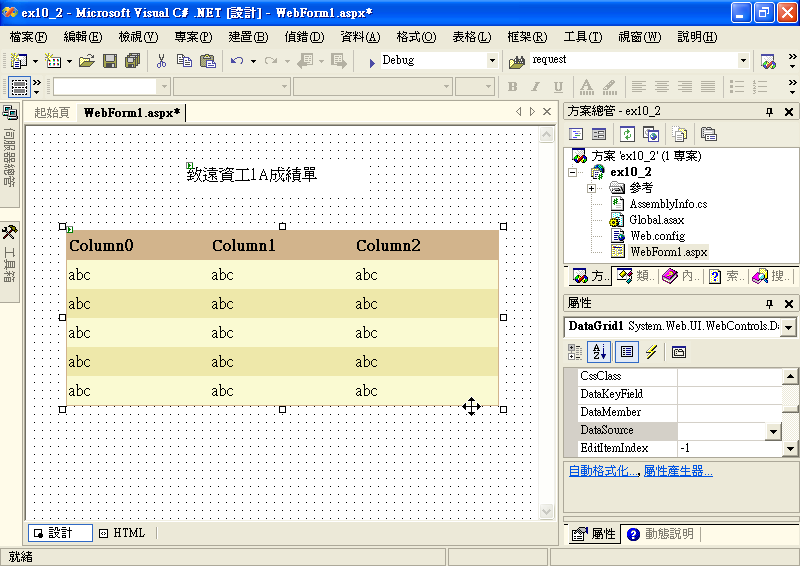 ex10_2 - Microsoft Visual C# .NET [設計] - WebForm1.aspx*
檔案(F) 編輯(E) 檢視(V) 專案(P) 建置(B) 偵錯(D) 資料(A) 格式(O) 表格(L) 框架(R) 工具(T) 視窗(W) 說明(H)
Debug request
B I U A
起始頁 WebForm1.aspx*
伺服器總管
工具箱
致遠資工1A成績單
Column0 Column1 Column2
abc abc abc
abc abc abc
abc abc abc
abc abc abc
abc abc abc
設計 HTML
方案總管 - ex10_2
方案 'ex10_2' (1 專案)
ex10_2
參考
AssemblyInfo.cs
Global.asax
Web.config
WebForm1.aspx
方.. 類.. 內.. 索.. 搜..
屬性
DataGrid1 System.Web.UI.WebControls.Da
CssClass
DataKeyField
DataMember
DataSource
EditItemIndex -1
自動格式化..., 屬性產生器...
屬性 動態說明
就緒